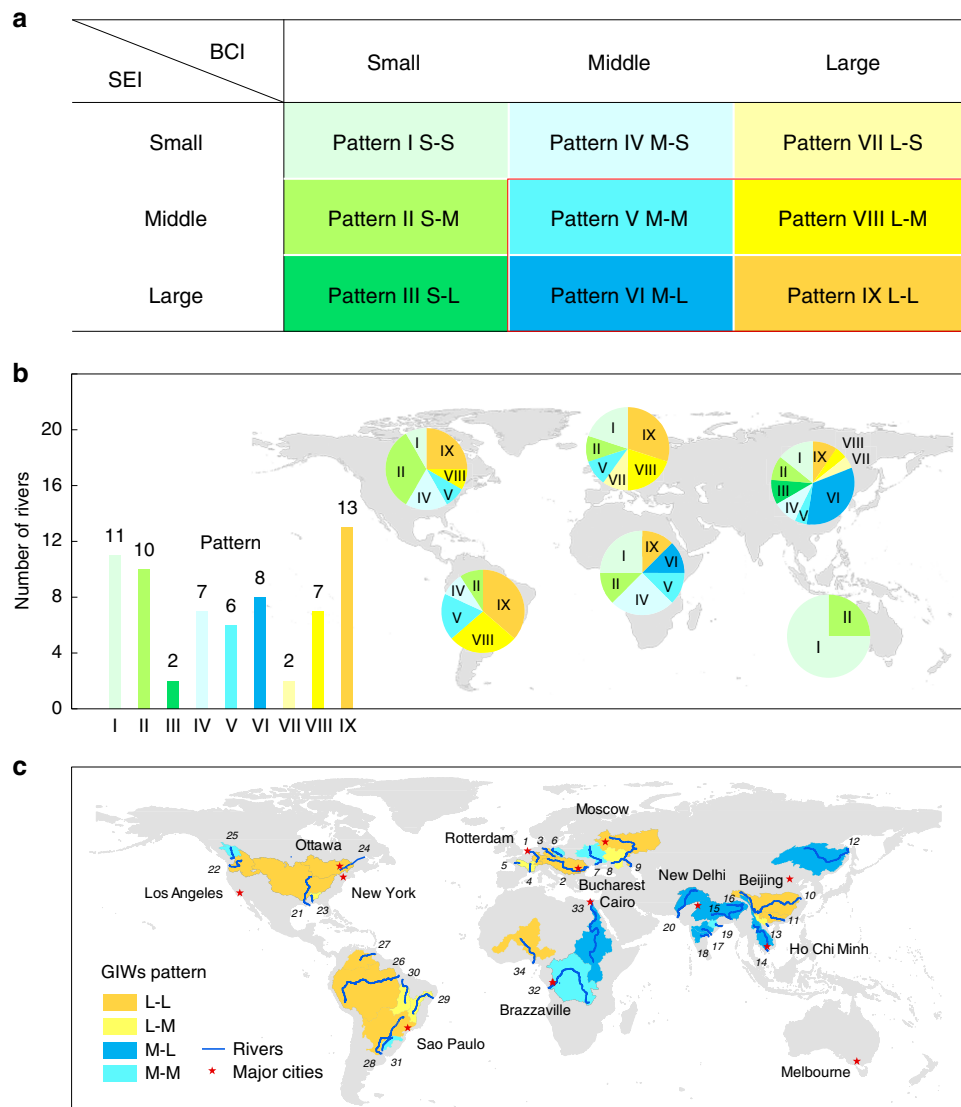 a
BCI
SEI
Small
Middle
Large
Small
Pattern I S-S
Pattern IV M-S
Pattern VII L-S
Middle
Pattern II S-M
Pattern V M-M
Pattern VIII L-M
Large
Pattern III S-L
Pattern VI M-L
Pattern IX L-L
b
Number of rivers
20
16
12
8
4
0
Pattern
11
10
2
7
6
8
2
7
13
I
II
III
IV
V
VI
VII
VIII
IX
I
IX
VIII
V
IV
II
I
IX
VIII
VII
V
II
I
IX
VIII
VII
VI
V
IV
III
II
II
IX
VIII
V
IV
I
IX
VI
V
IV
II
II
I
c
Moscow
Rotterdam
Ottawa
New Delhi
Beijing
Los Angeles
New York
Bucharest
Cairo
Ho Chi Minh
Brazzaville
Sao Paulo
Melbourne
25
24
22
21
23
27
26
30
29
28
31
1
3
6
5
4
2
7
8
9
33
34
32
12
10
11
16
15
20
19
17
18
13
14
GIWs pattern
L-L
L-M
M-L
M-M
Rivers
Major cities